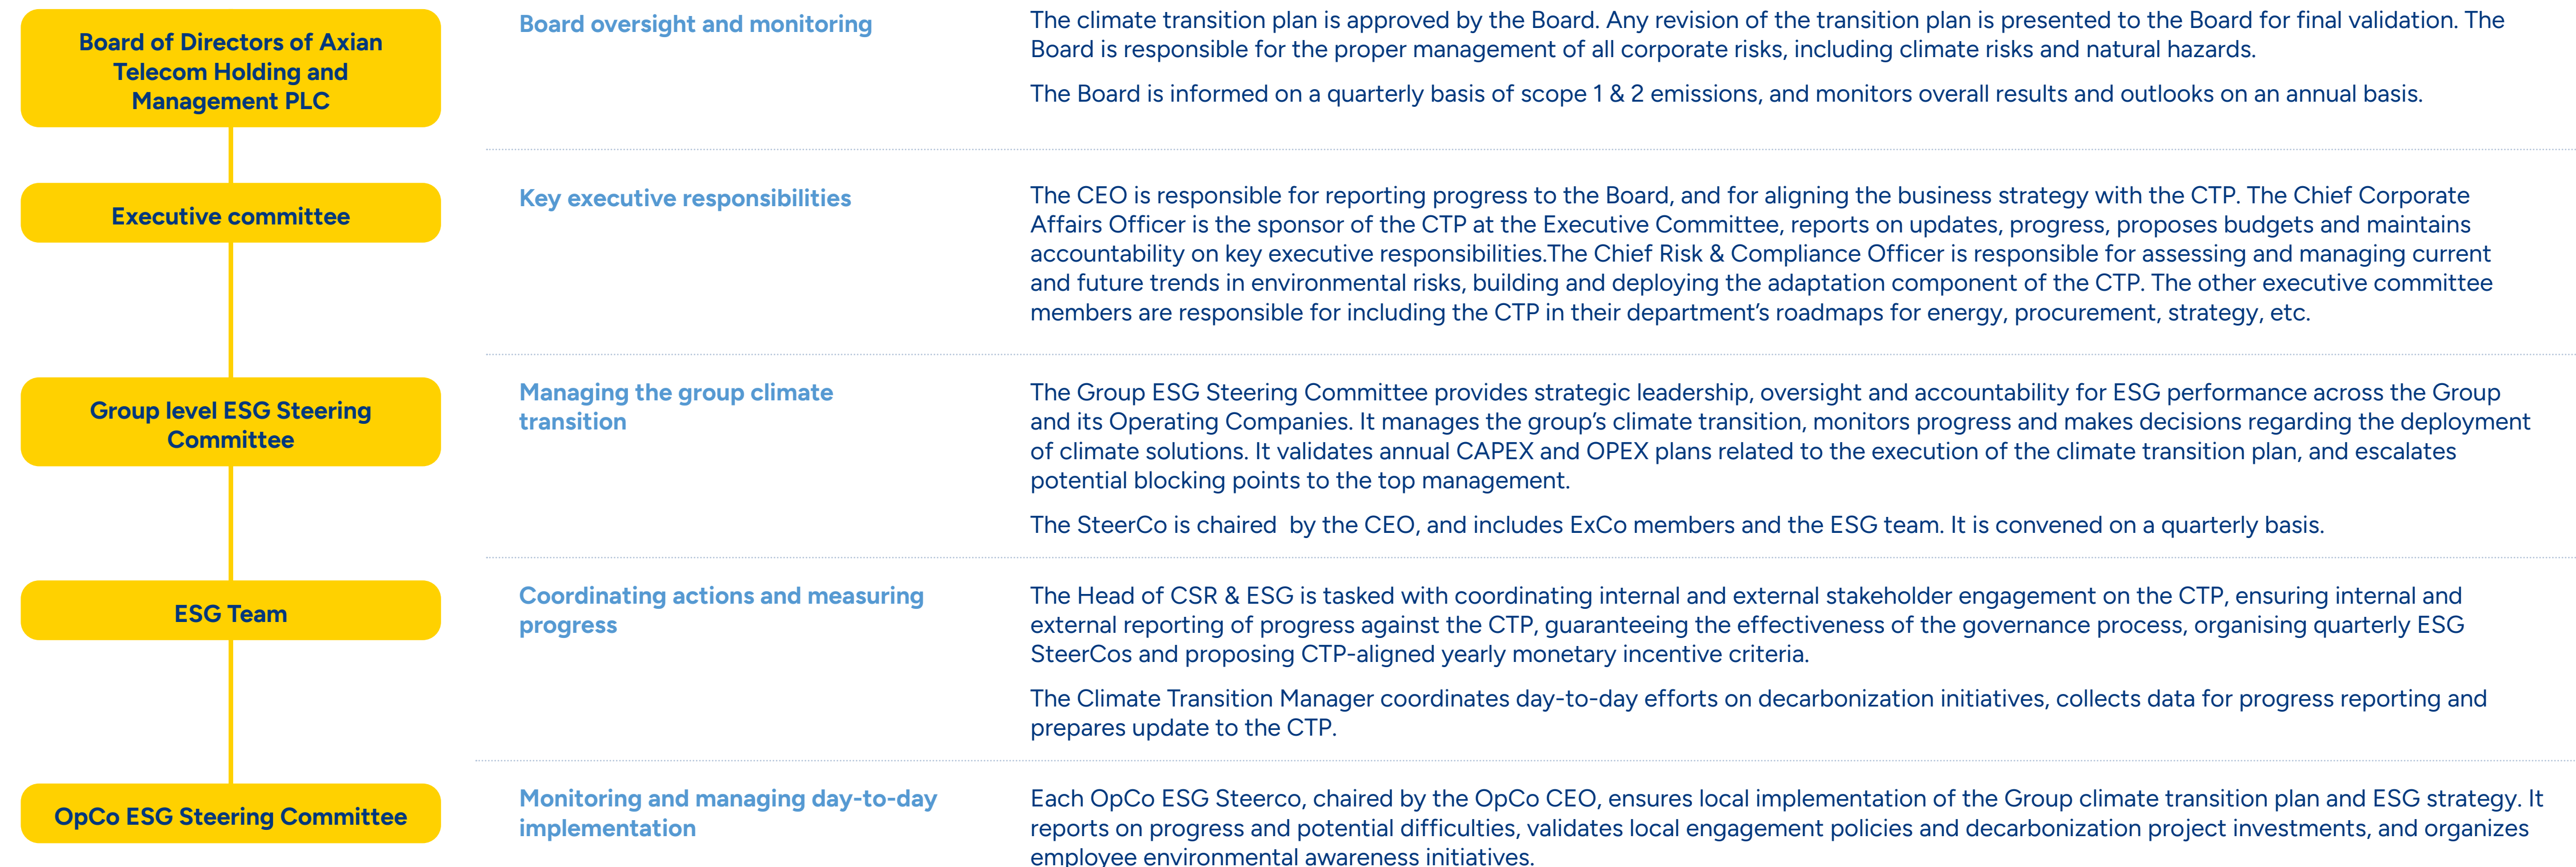 Board of Directors of Axian
Telecom Holding and
Management PLC
Board oversight and monitoring
The climate transition plan is approved by the Board. Any revision of the transition plan is presented to the Board for final validation. The
Board is responsible for the proper management of all corporate risks, including climate risks and natural hazards.
The Board is informed on a quarterly basis of scope 1 & 2 emissions, and monitors overall results and outlooks on an annual basis.
Executive committee
Key executive responsibilities
The CEO is responsible for reporting progress to the Board, and for aligning the business strategy with the CTP. The Chief Corporate
Affairs Officer is the sponsor of the CTP at the Executive Committee, reports on updates, progress, proposes budgets and maintains
accountability on key executive responsibilities.The Chief Risk & Compliance Officer is responsible for assessing and managing current
and future trends in environmental risks, building and deploying the adaptation component of the CTP. The other executive committee
members are responsible for including the CTP in their department’s roadmaps for energy, procurement, strategy, etc.
Group level ESG Steering
Committee
Managing the group climate
transition
The Group ESG Steering Committee provides strategic leadership, oversight and accountability for ESG performance across the Group
and its Operating Companies. It manages the group’s climate transition, monitors progress and makes decisions regarding the deployment
of climate solutions. It validates annual CAPEX and OPEX plans related to the execution of the climate transition plan, and escalates
potential blocking points to the top management.
The SteerCo is chaired  by the CEO, and includes ExCo members and the ESG team. It is convened on a quarterly basis.
ESG Team
Coordinating actions and measuring
progress
The Head of CSR & ESG is tasked with coordinating internal and external stakeholder engagement on the CTP, ensuring internal and
external reporting of progress against the CTP, guaranteeing the effectiveness of the governance process, organising quarterly ESG
SteerCos and proposing CTP-aligned yearly monetary incentive criteria.
The Climate Transition Manager coordinates day-to-day efforts on decarbonization initiatives, collects data for progress reporting and
prepares update to the CTP.
OpCo ESG Steering Committee
Monitoring and managing day-to-day
implementation
Each OpCo ESG Steerco, chaired by the OpCo CEO, ensures local implementation of the Group climate transition plan and ESG strategy. It
reports on progress and potential difficulties, validates local engagement policies and decarbonization project investments, and organizes
employee environmental awareness initiatives.